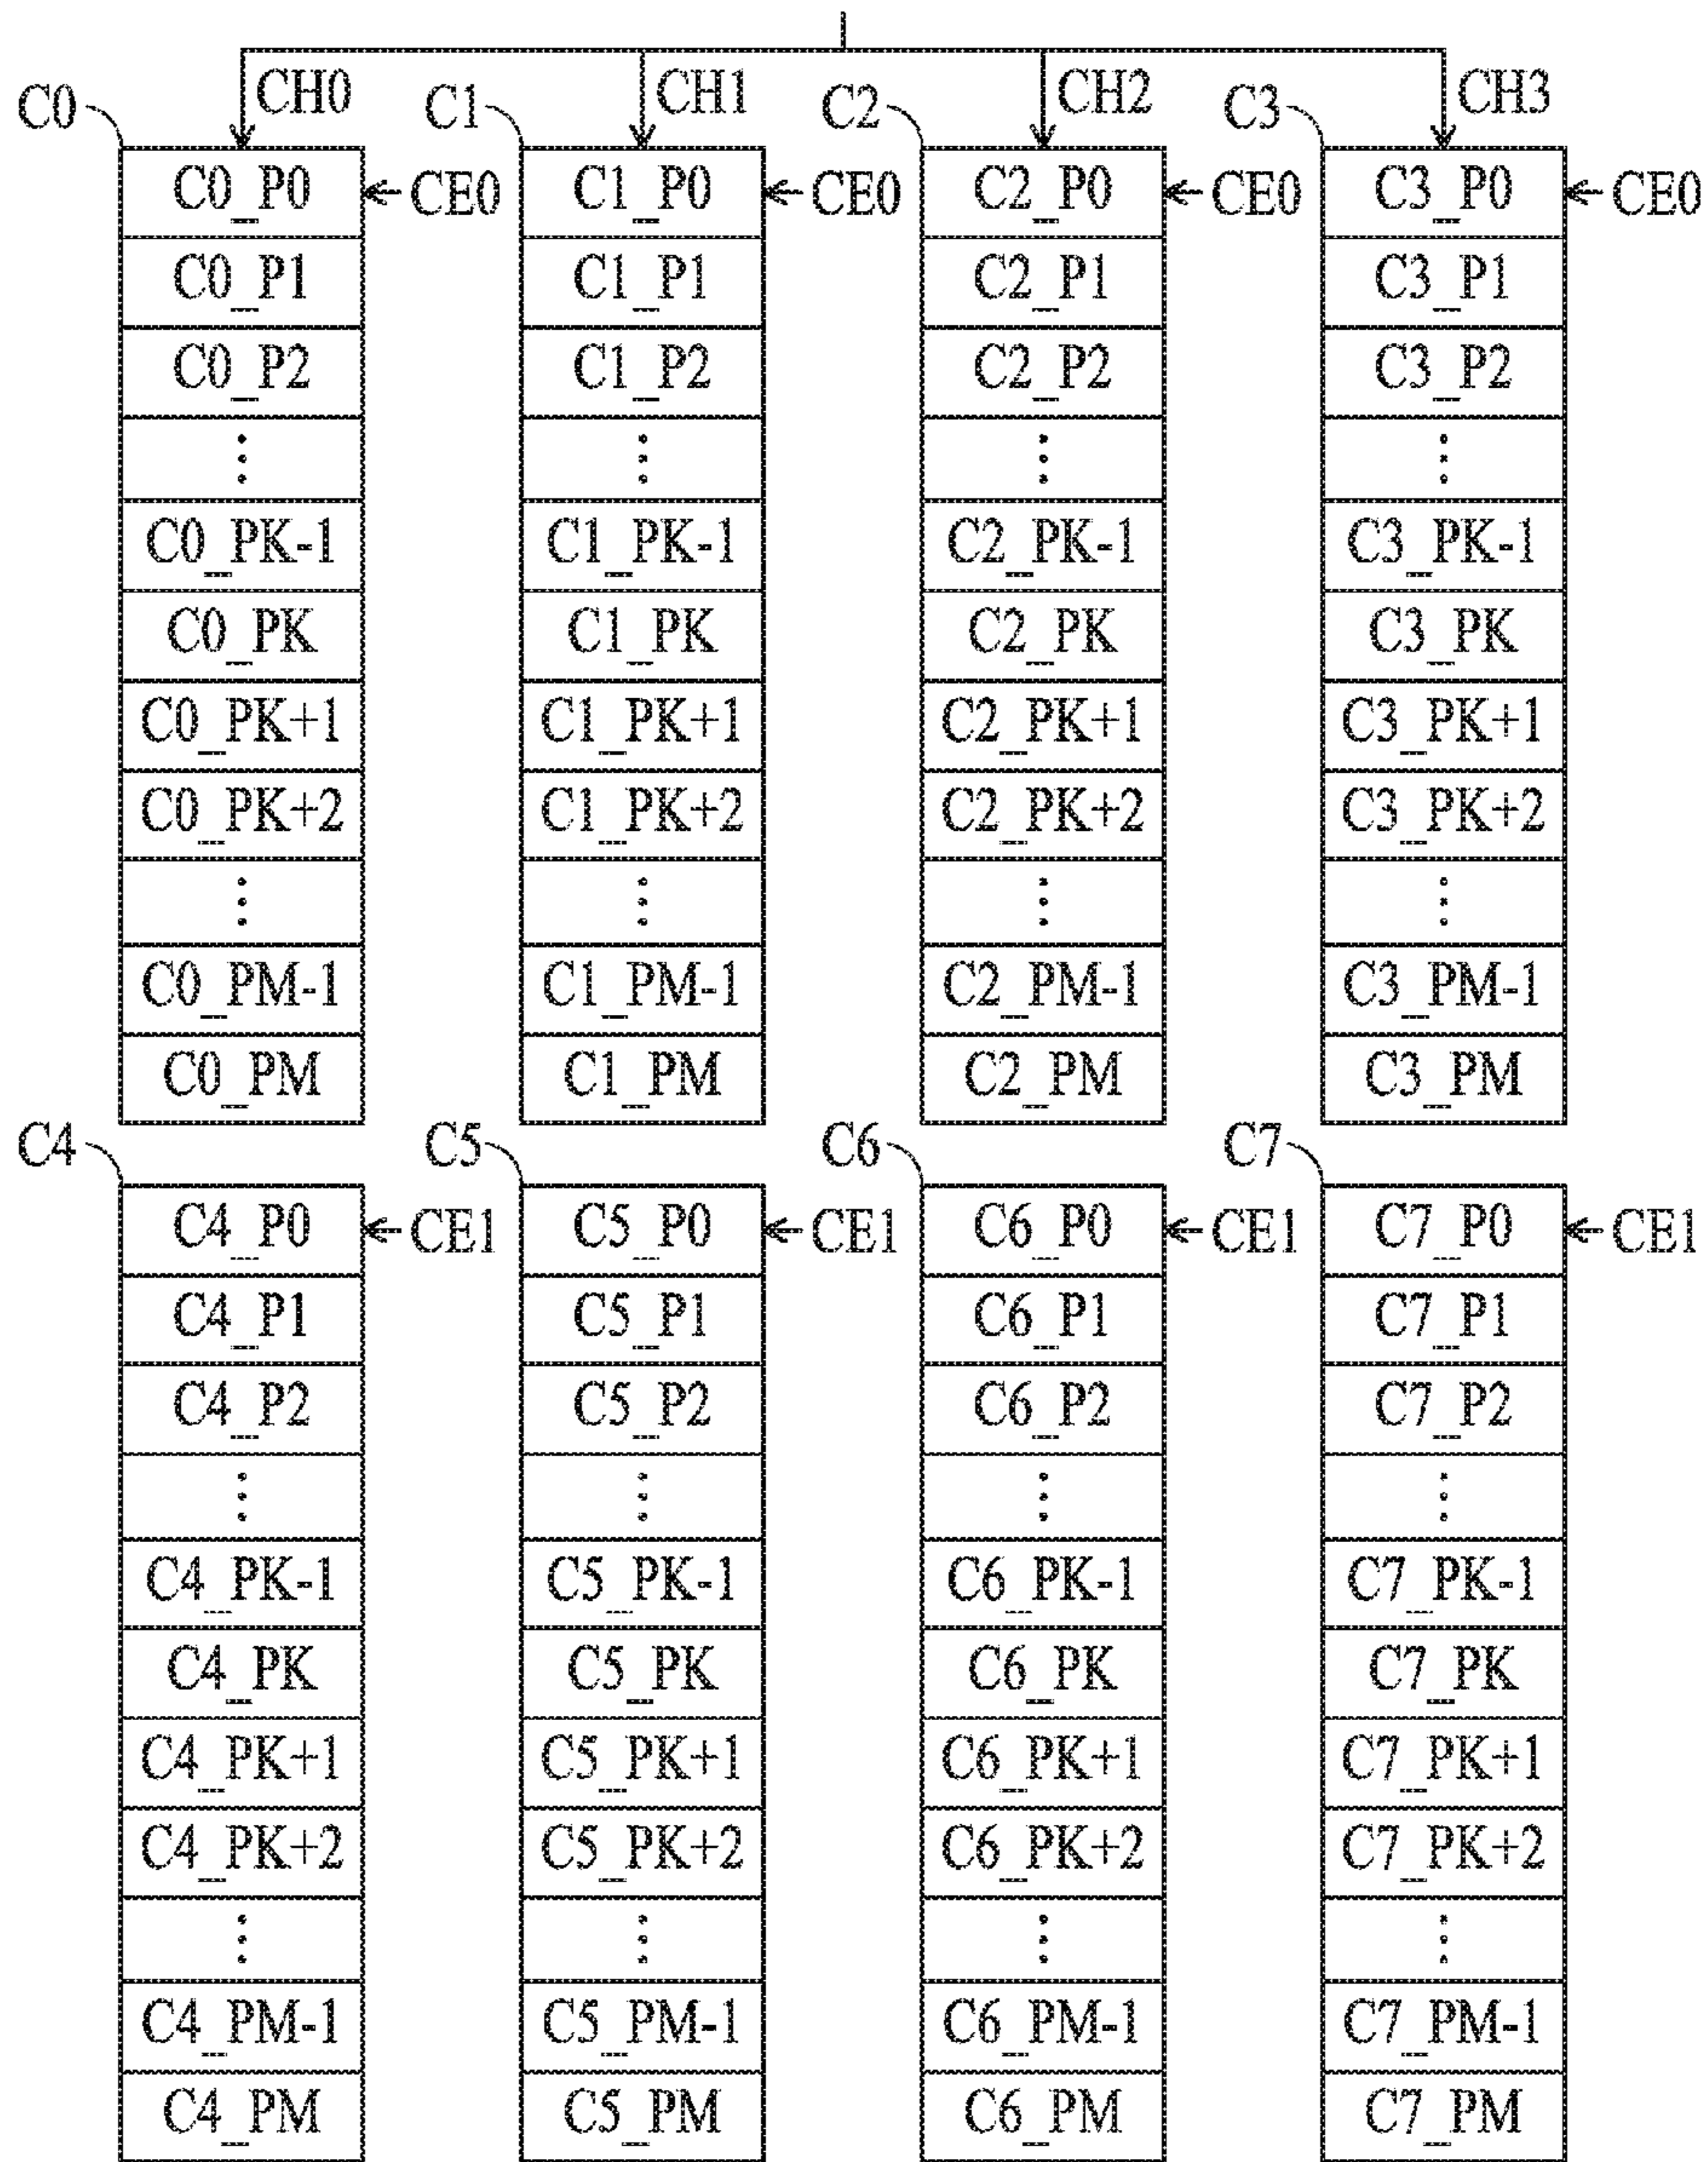 C0 CH0 C1 CH1 C2 CH2 C3 CH3
C0_P0 CE0 C1_P0 CE0 C2_P0 CE0 C3_P0 CE0
C0_P1 C1_P1 C2_P1 C3_P1
C0_P2 C1_P2 C2_P2 C3_P2
⋮ ⋮ ⋮ ⋮
C0_PK-1 C1_PK-1 C2_PK-1 C3_PK-1
C0_PK C1_PK C2_PK C3_PK
C0_PK+1 C1_PK+1 C2_PK+1 C3_PK+1
C0_PK+2 C1_PK+2 C2_PK+2 C3_PK+2
⋮ ⋮ ⋮ ⋮
C0_PM-1 C1_PM-1 C2_PM-1 C3_PM-1
C0_PM C1_PM C2_PM C3_PM
C4 C5 C6 C7
C4_P0 CE1 C5_P0 CE1 C6_P0 CE1 C7_P0 CE1
C4_P1 C5_P1 C6_P1 C7_P1
C4_P2 C5_P2 C6_P2 C7_P2
⋮ ⋮ ⋮ ⋮
C4_PK-1 C5_PK-1 C6_PK-1 C7_PK-1
C4_PK C5_PK C6_PK C7_PK
C4_PK+1 C5_PK+1 C6_PK+1 C7_PK+1
C4_PK+2 C5_PK+2 C6_PK+2 C7_PK+2
⋮ ⋮ ⋮ ⋮
C4_PM-1 C5_PM-1 C6_PM-1 C7_PM-1
C4_PM C5_PM C6_PM C7_PM